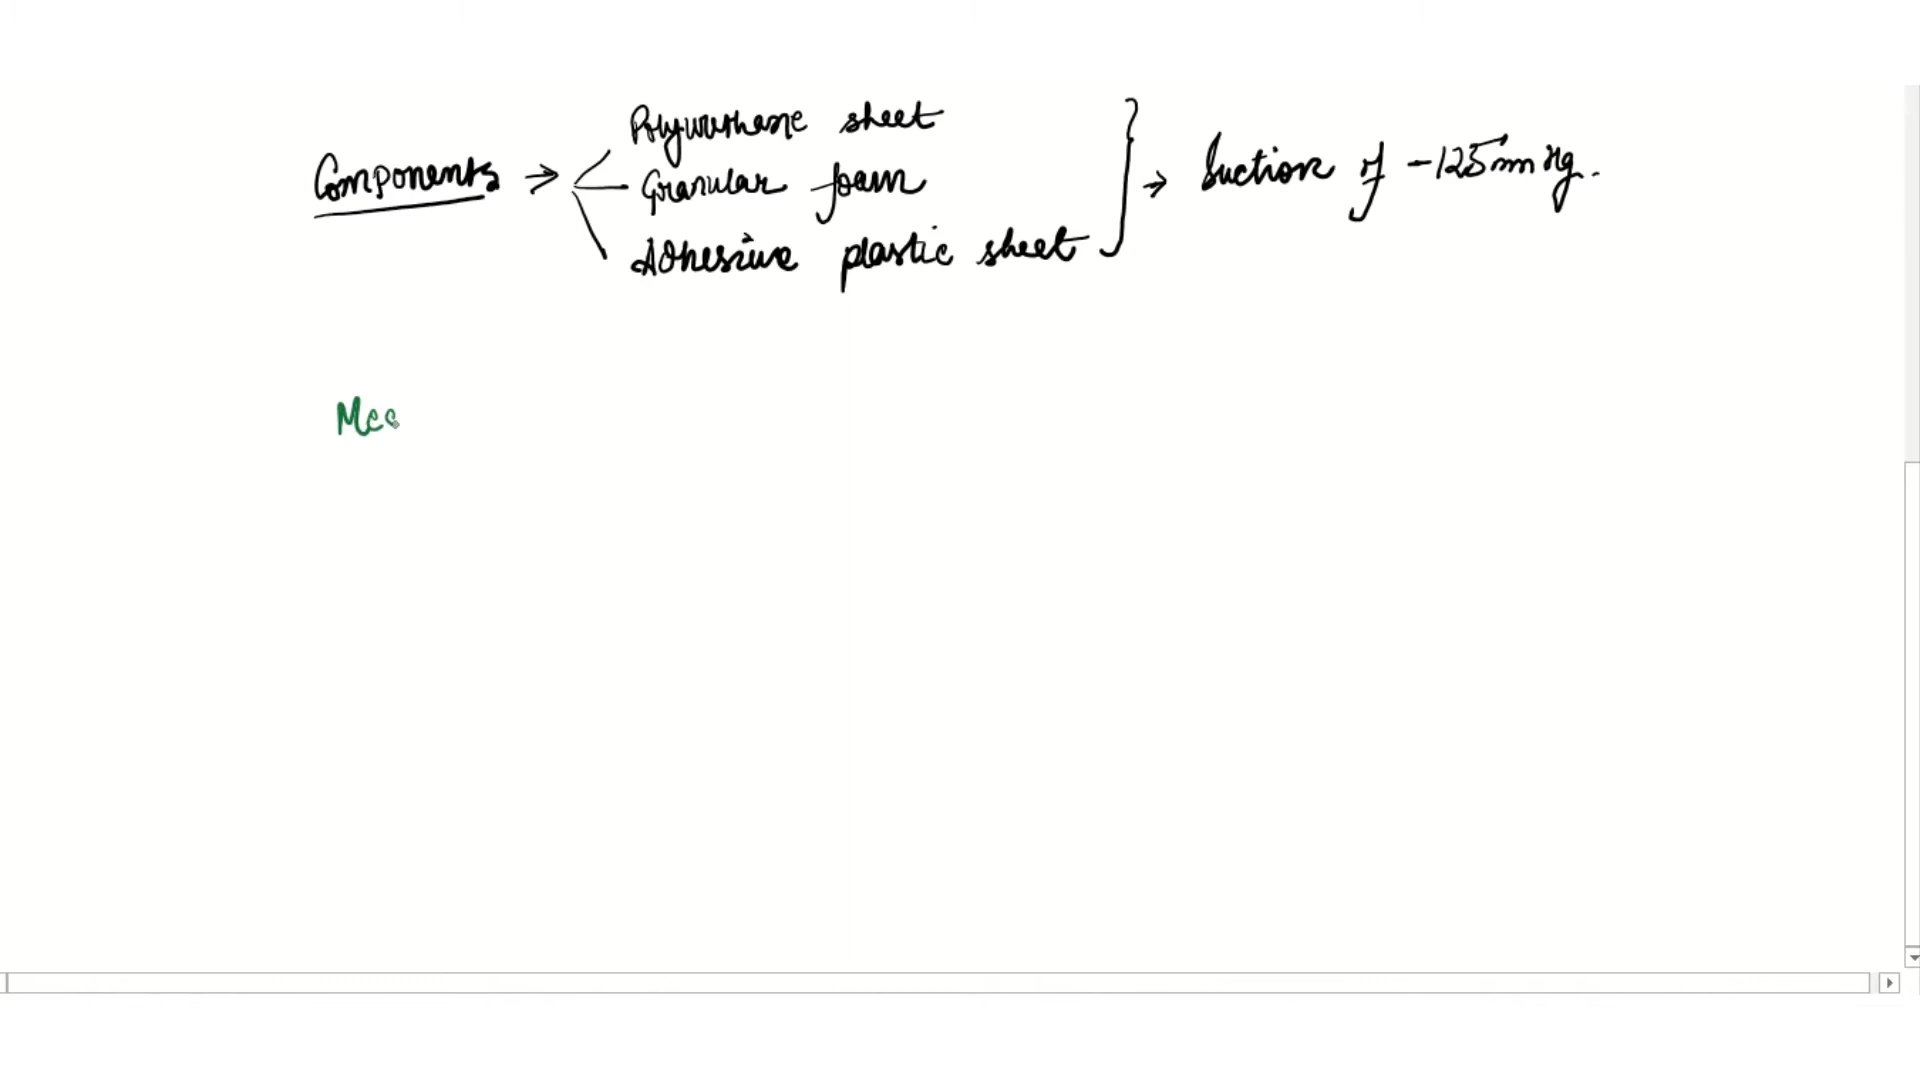 Components → Polyurethane sheet
Granular foam
Adhesive plastic sheet
→ Suction of -125mm Hg.
Mec